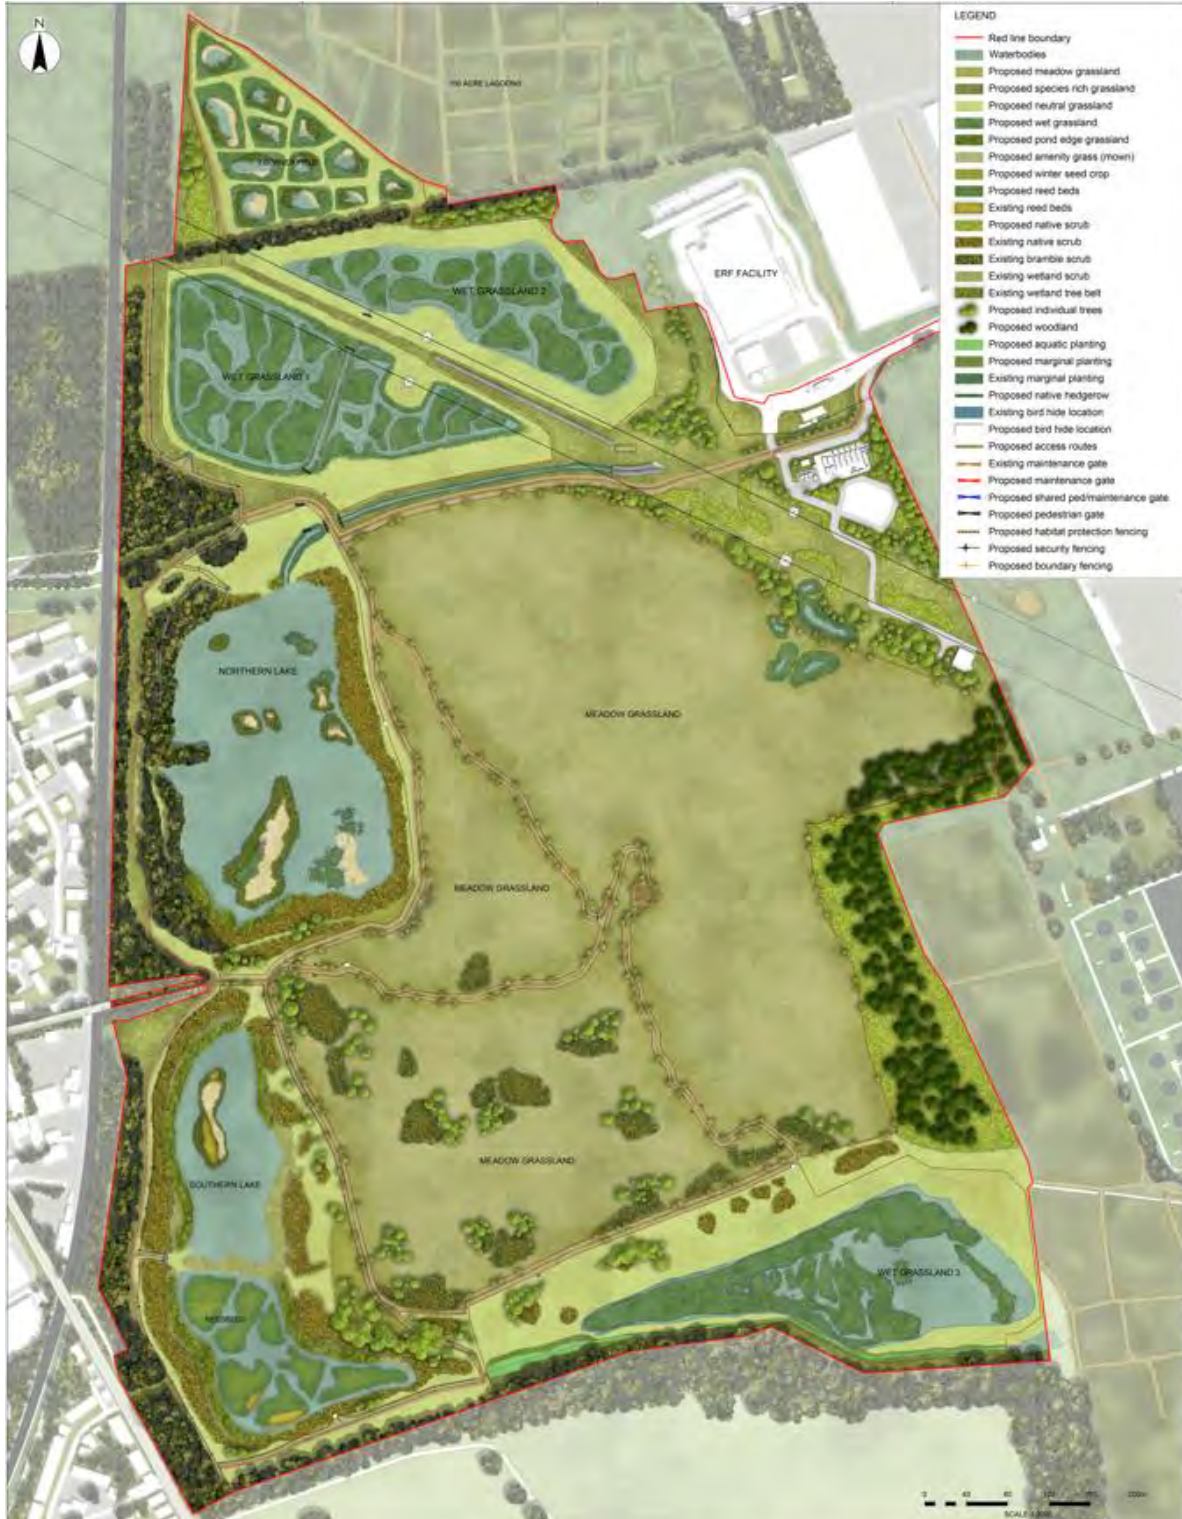 N
LEGEND
Red line boundary
Waterbodies
Proposed meadow grassland
Proposed species rich grassland
Proposed neutral grassland
Proposed wet grassland
Proposed pond edge grassland
Proposed amenity grass (mown)
Proposed winter seed crop
Proposed reed beds
Existing reed beds
Proposed native scrub
Existing native scrub
Existing bramble scrub
Existing wetland scrub
Existing wetland tree belt
Proposed individual trees
Proposed woodland
Proposed aquatic planting
Proposed marginal planting
Existing marginal planting
Proposed native hedgerow
Existing bird hide location
Proposed bird hide location
Proposed access routes
Existing maintenance gate
Proposed maintenance gate
Proposed shared ped/maintenance gate
Proposed pedestrian gate
Proposed habitat protection fencing
Proposed security fencing
Proposed boundary fencing
ACRE LAGOONS
ERF FACILITY
WET GRASSLAND 2
WET GRASSLAND 1
NORTHERN LAKE
MEADOW GRASSLAND
MEADOW GRASSLAND
MEADOW GRASSLAND
SOUTHERN LAKE
WET GRASSLAND 3
REEDBED
0
SCALE